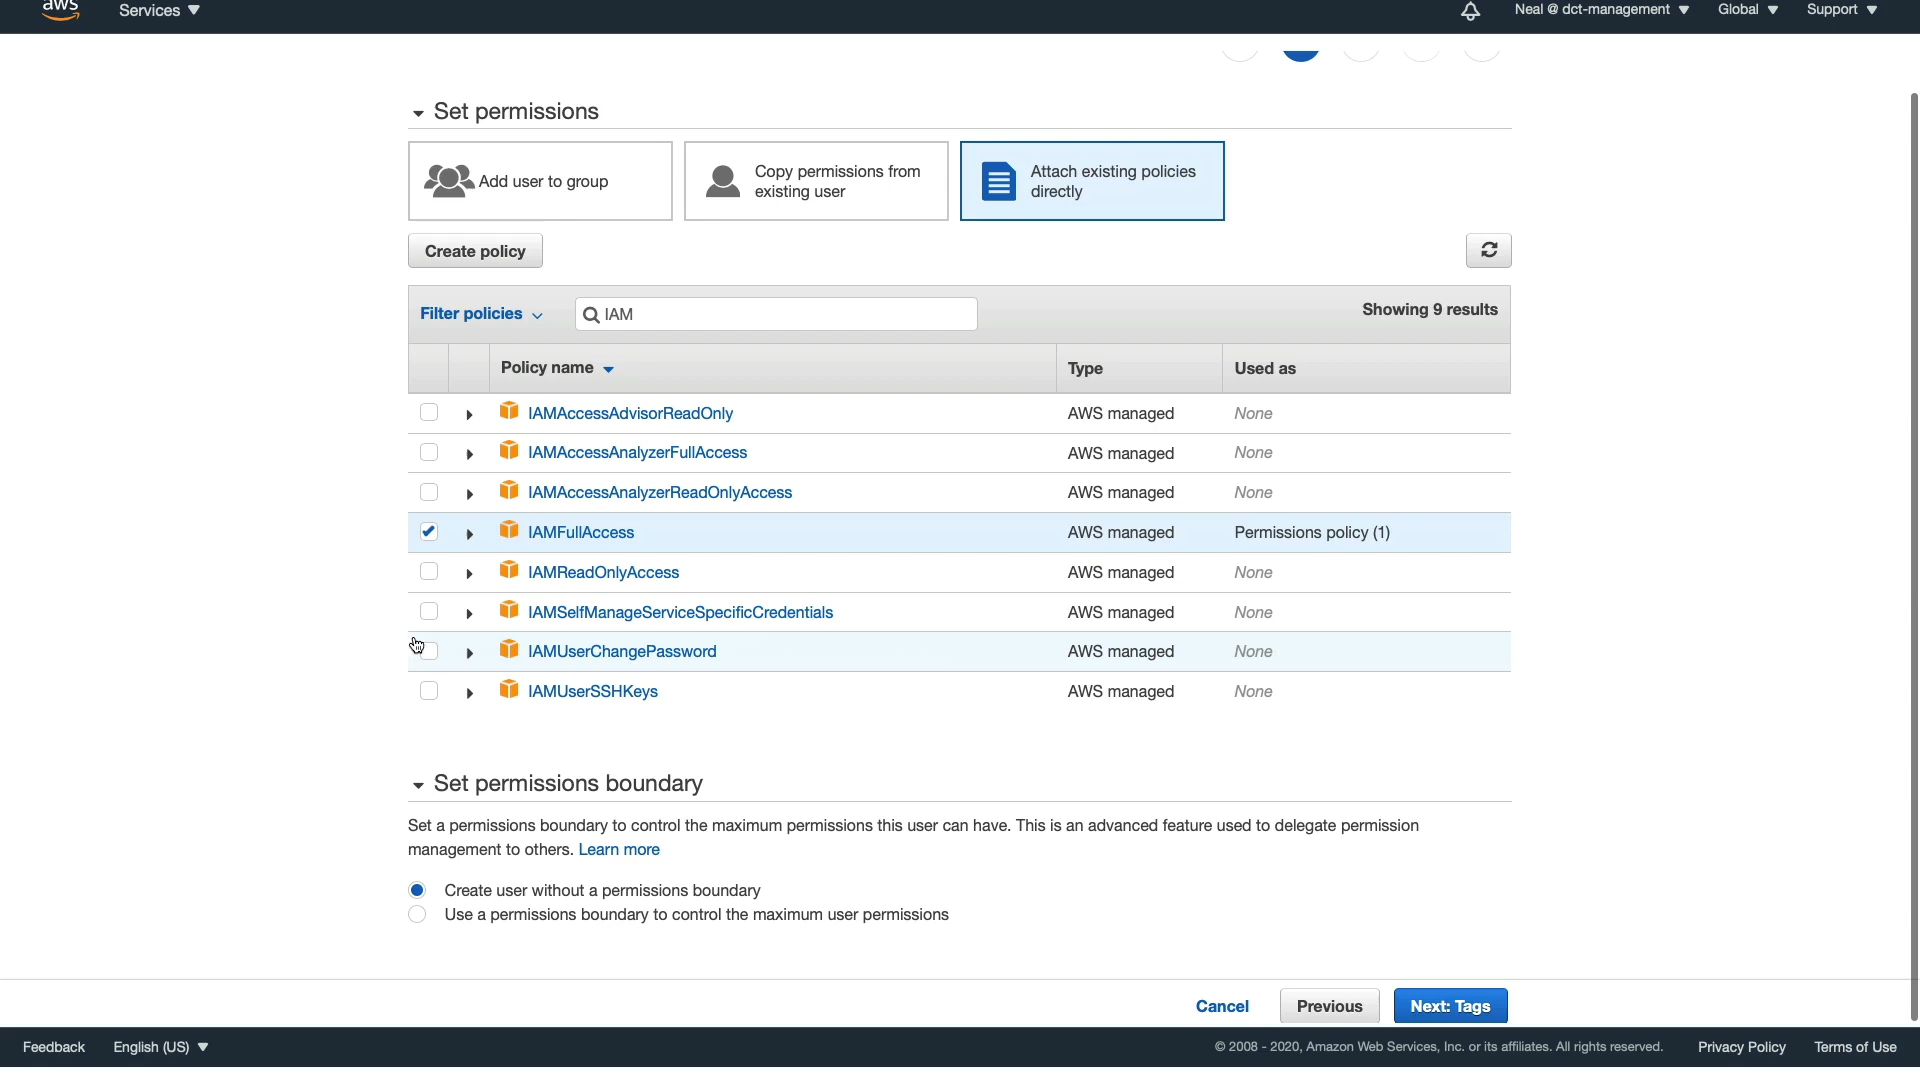 aws
Services
Neal @ dct-management
Global
Support
Set permissions
Add user to group
Copy permissions from
existing user
Attach existing policies
directly
Create policy
Filter policies
IAM
Showing 9 results
Policy name
Type
Used as
IAMAccessAdvisorReadOnly
AWS managed
None
IAMAccessAnalyzerFullAccess
AWS managed
None
IAMAccessAnalyzerReadOnlyAccess
AWS managed
None
IAMFullAccess
AWS managed
Permissions policy (1)
IAMReadOnlyAccess
AWS managed
None
IAMSelfManageServiceSpecificCredentials
AWS managed
None
IAMUserChangePassword
AWS managed
None
IAMUserSSHKeys
AWS managed
None
Set permissions boundary
Set a permissions boundary to control the maximum permissions this user can have. This is an advanced feature used to delegate permission
management to others. Learn more
Create user without a permissions boundary
Use a permissions boundary to control the maximum user permissions
Cancel
Previous
Next: Tags
Feedback
English (US)
© 2008 - 2020, Amazon Web Services, Inc. or its affiliates. All rights reserved.
Privacy Policy
Terms of Use